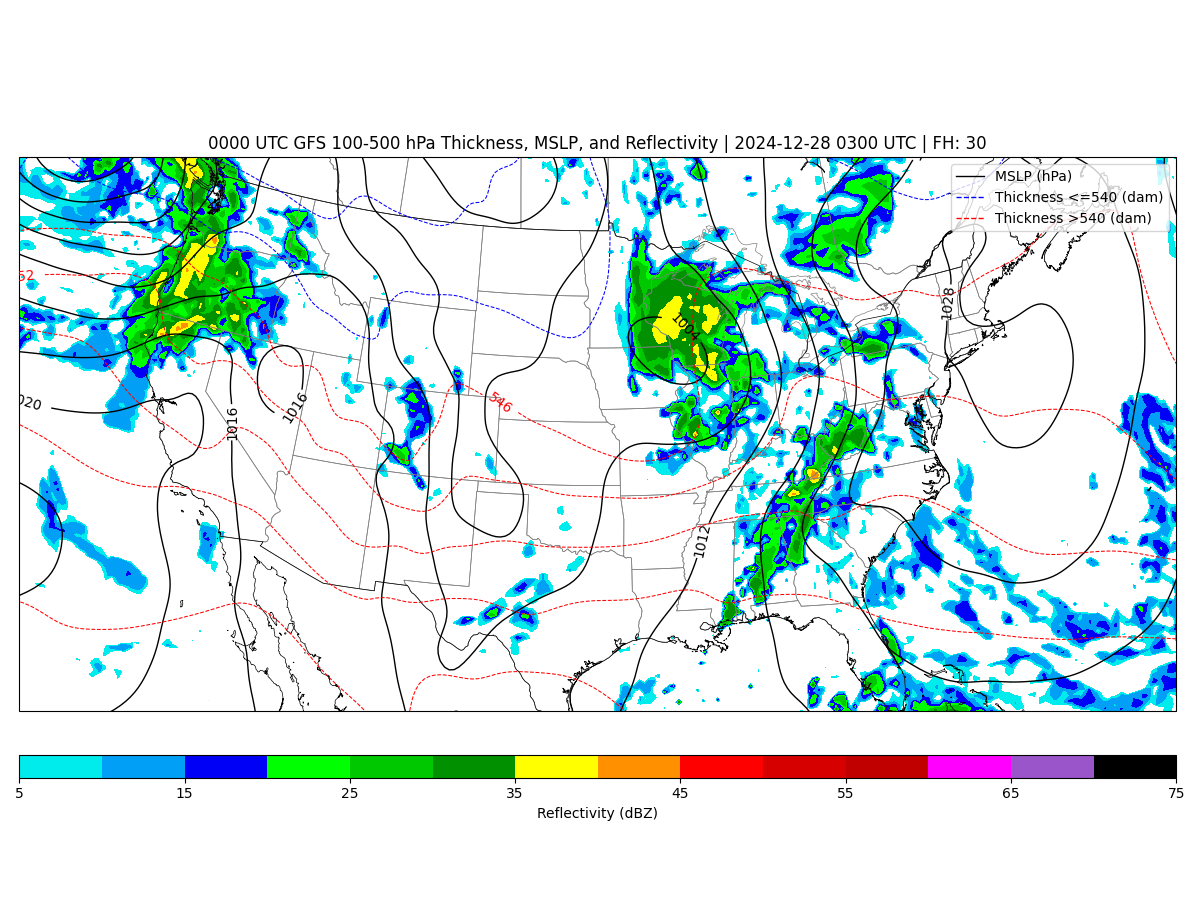 0000 UTC GFS 100-500 hPa Thickness, MSLP, and Reflectivity | 2024-12-28 0300 UTC | FH: 30
MSLP (hPa)
Thickness <=540 (dam)
Thickness >540 (dam)
1028
1004
1016
1016
546
1012
020
52
5 15 25 35 45 55 65 75
Reflectivity (dBZ)